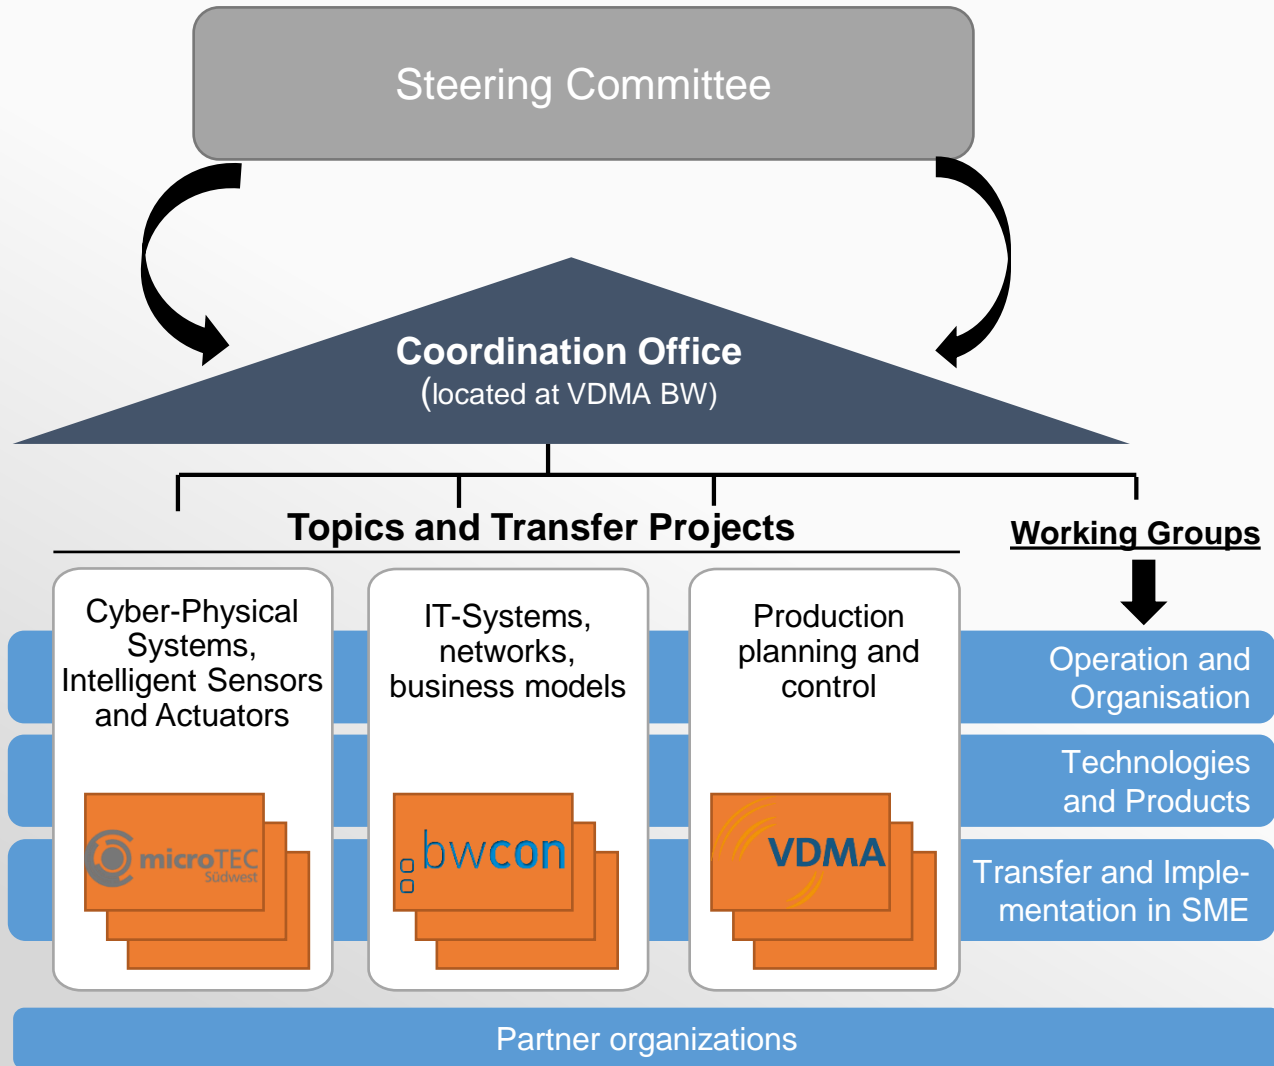 Steering Committee
Coordination Office
(located at VDMA BW)
Topics and Transfer Projects
Working Groups
Cyber-Physical
Systems,
Intelligent Sensors
and Actuators
IT-Systems,
networks,
business models
Production
planning and
control
Operation and
Organisation
Technologies
and Products
Transfer and Imple-
mentation in SME
microTEC
Südwest
bwcon
VDMA
Partner organizations